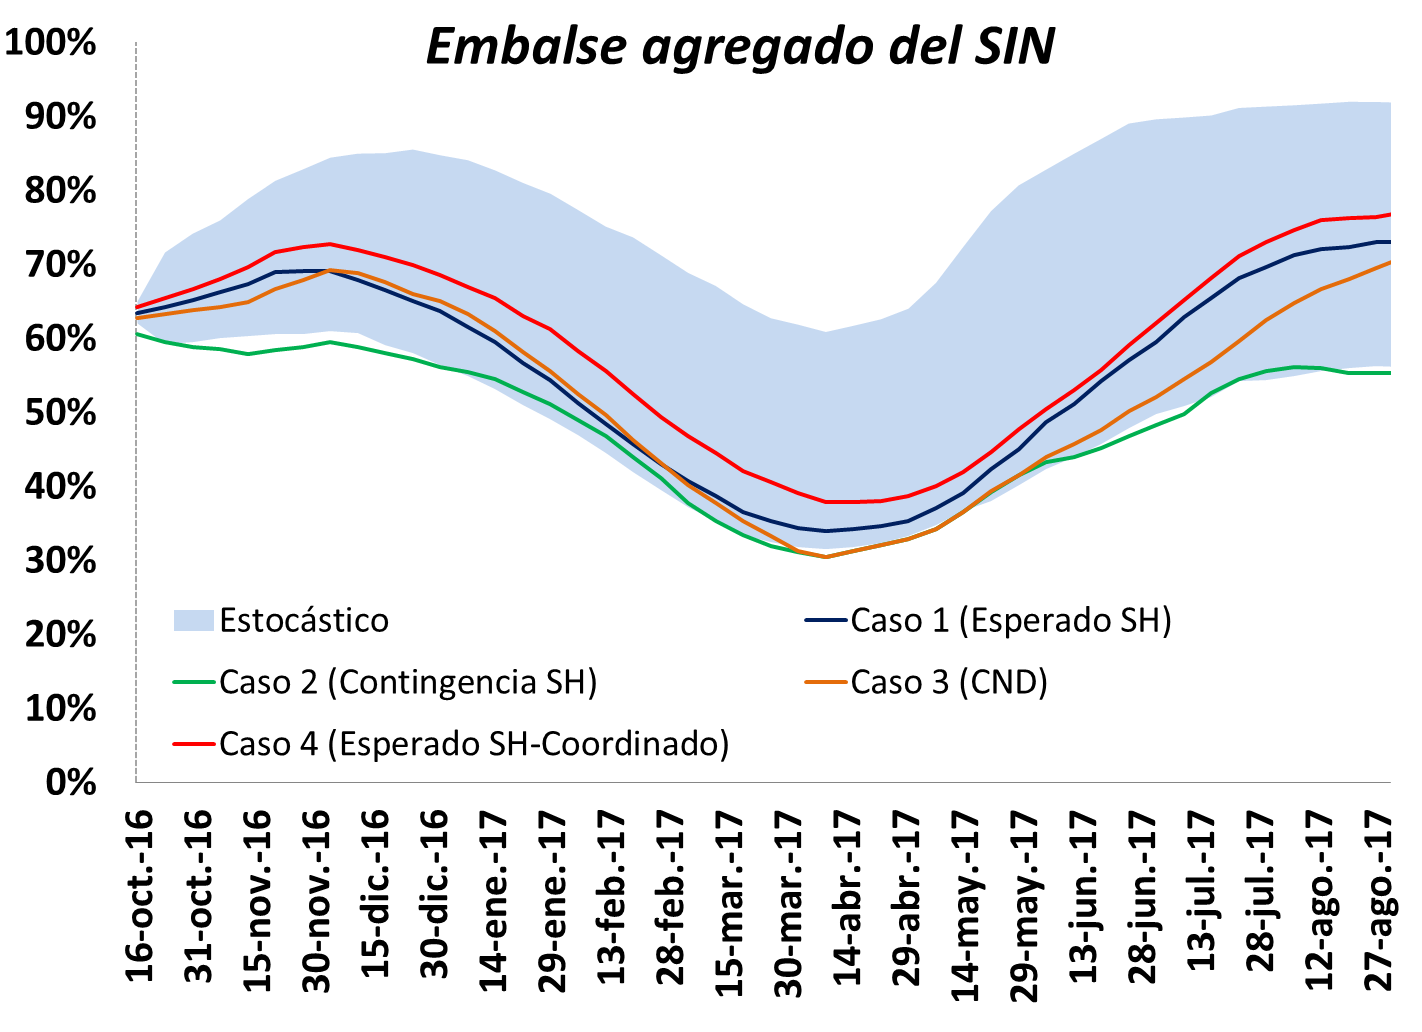 Embalse agregado del SIN
100%
90%
80%
70%
60%
50%
40%
30%
20%
10%
0%
Estocástico
Caso 1 (Esperado SH)
Caso 2 (Contingencia SH)
Caso 3 (CND)
Caso 4 (Esperado SH-Coordinado)
16-oct.-16
31-oct.-16
15-nov.-16
30-nov.-16
15-dic.-16
30-dic.-16
14-ene.-17
29-ene.-17
13-feb.-17
28-feb.-17
15-mar.-17
30-mar.-17
14-abr.-17
29-abr.-17
14-may.-17
29-may.-17
13-jun.-17
28-jun.-17
13-jul.-17
28-jul.-17
12-ago.-17
27-ago.-17